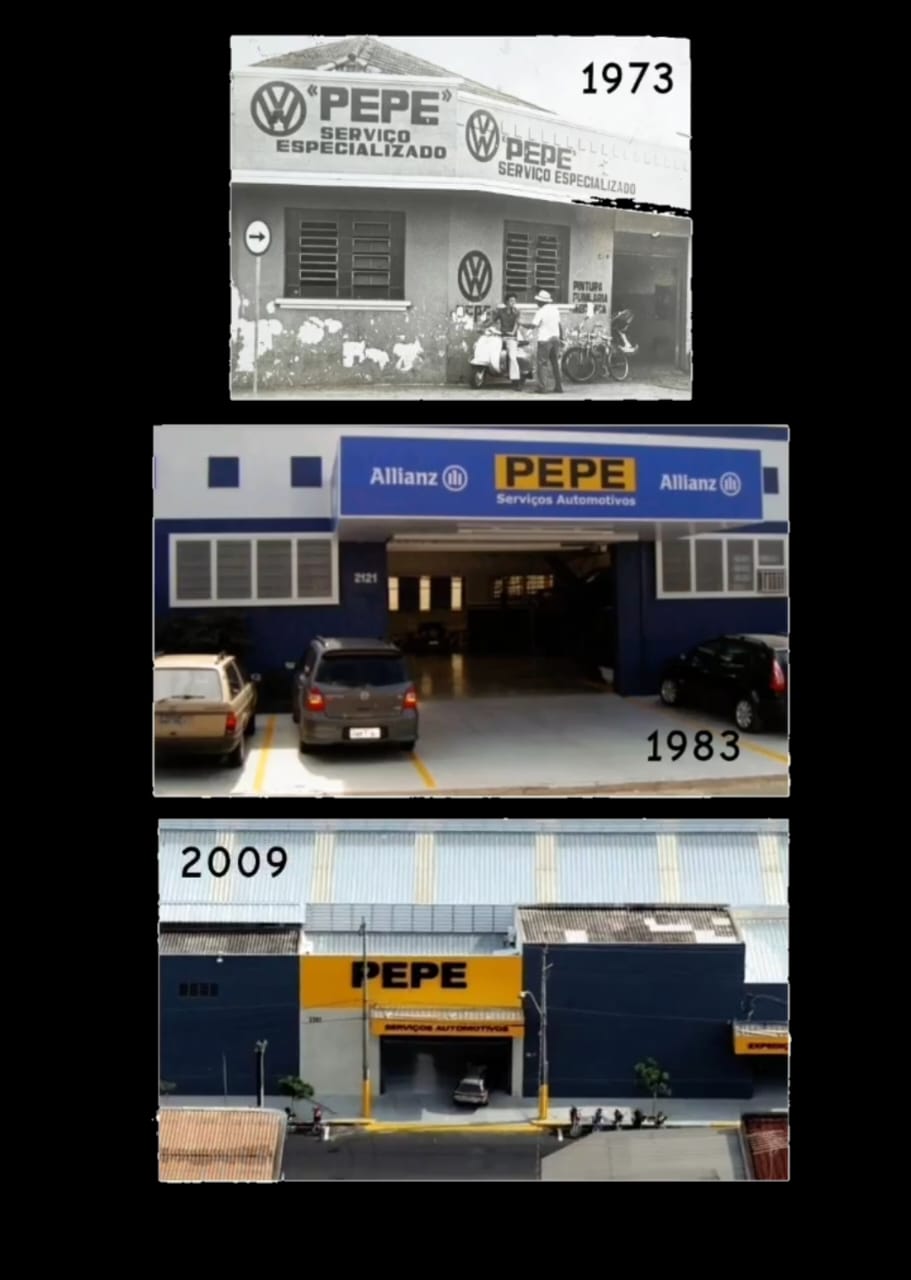 1973
"PEPE"
SERVIÇO
ESPECIALIZADO
"PEPE"
SERVIÇO ESPECIALIZADO
PINTURA
FUNILARIA
Allianz
PEPE
Serviços Automotivos
Allianz
2121
1983
2009
PEPE
SERVIÇOS AUTOMOTIVOS